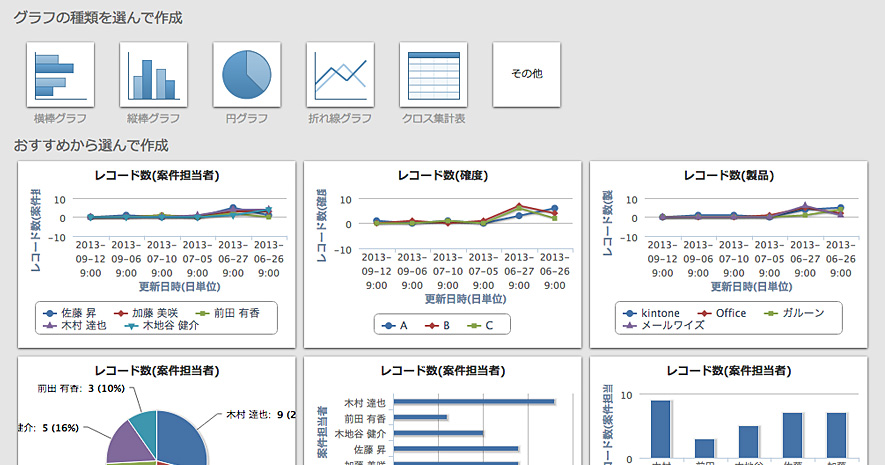 グラフの種類を選んで作成
横棒グラフ 縦棒グラフ 円グラフ 折れ線グラフ クロス集計表 その他
おすすめから選んで作成
レコード数(案件担当者)
レコード数(案件担
10
0
-10
2013-09-12 9:00
2013-09-06 9:00
2013-07-10 9:00
2013-07-05 9:00
2013-06-27 9:00
2013-06-26 9:00
更新日時(日単位)
佐藤 昇 加藤 美咲 前田 有香
木村 達也 木地谷 健介
レコード数(確度)
レコード数(確度
10
0
-10
2013-09-12 9:00
2013-09-06 9:00
2013-07-10 9:00
2013-07-05 9:00
2013-06-27 9:00
2013-06-26 9:00
更新日時(日単位)
A B C
レコード数(製品)
レコード数(製
10
0
-10
2013-09-12 9:00
2013-09-06 9:00
2013-07-10 9:00
2013-07-05 9:00
2013-06-27 9:00
2013-06-26 9:00
更新日時(日単位)
kintone Office ガルーン
メールワイズ
レコード数(案件担当者)
前田 有香: 3 (10%)
木村 達也: 9 (2
健介: 5 (16%)
レコード数(案件担当者)
案件担当者
木村 達也
前田 有香
木地谷 健介
佐藤 昇
加藤 美咲
レコード数(案件担当者)
コード数(案件担当
10
0
木村 前田 木地谷 佐藤 加藤